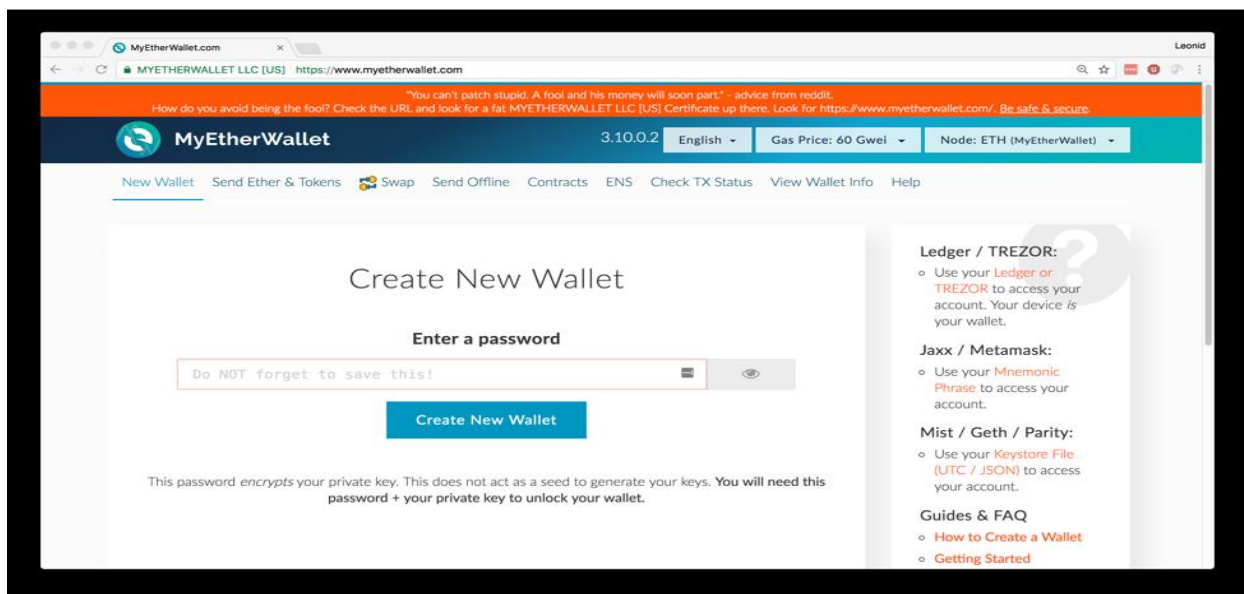 MyEtherWallet.com
Leonid
MYETHERWALLET LLC [US] https://www.myetherwallet.com
"You can't patch stupid. A fool and his money will soon part." - advice from reddit.
How do you avoid being the fool? Check the URL and look for a fat MYETHERWALLET LLC [US] Certificate up there. Look for https://www.myetherwallet.com/. Be safe & secure.
MyEtherWallet
3.10.0.2 English Gas Price: 60 Gwei Node: ETH (MyEtherWallet)
New Wallet Send Ether & Tokens Swap Send Offline Contracts ENS Check TX Status View Wallet Info Help
Create New Wallet
Enter a password
Do NOT forget to save this!
Create New Wallet
This password encrypts your private key. This does not act as a seed to generate your keys. You will need this
password + your private key to unlock your wallet.
Ledger / TREZOR:
Use your Ledger or
TREZOR to access your
account. Your device is
your wallet.
Jaxx / Metamask:
Use your Mnemonic
Phrase to access your
account.
Mist / Geth / Parity:
Use your Keystore File
(UTC / JSON) to access
your account.
Guides & FAQ
How to Create a Wallet
Getting Started